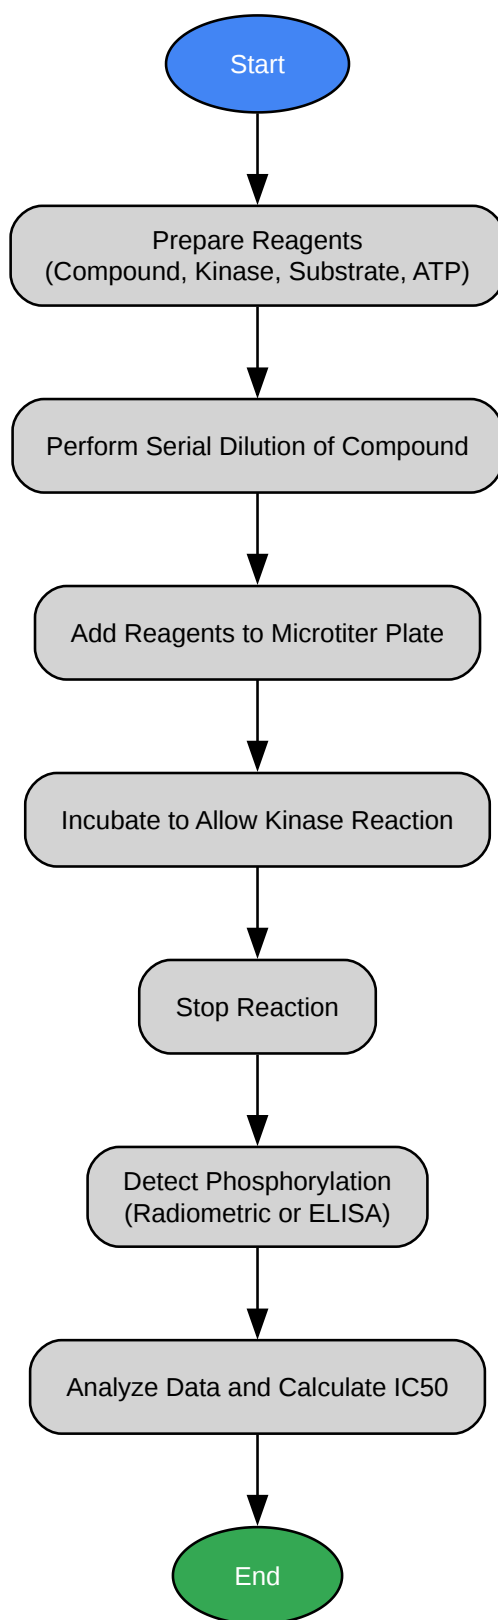 Start
Prepare Reagents
(Compound, Kinase, Substrate, ATP)
Perform Serial Dilution of Compound
Add Reagents to Microtiter Plate
Incubate to Allow Kinase Reaction
Stop Reaction
Detect Phosphorylation
(Radiometric or ELISA)
Analyze Data and Calculate IC50
End